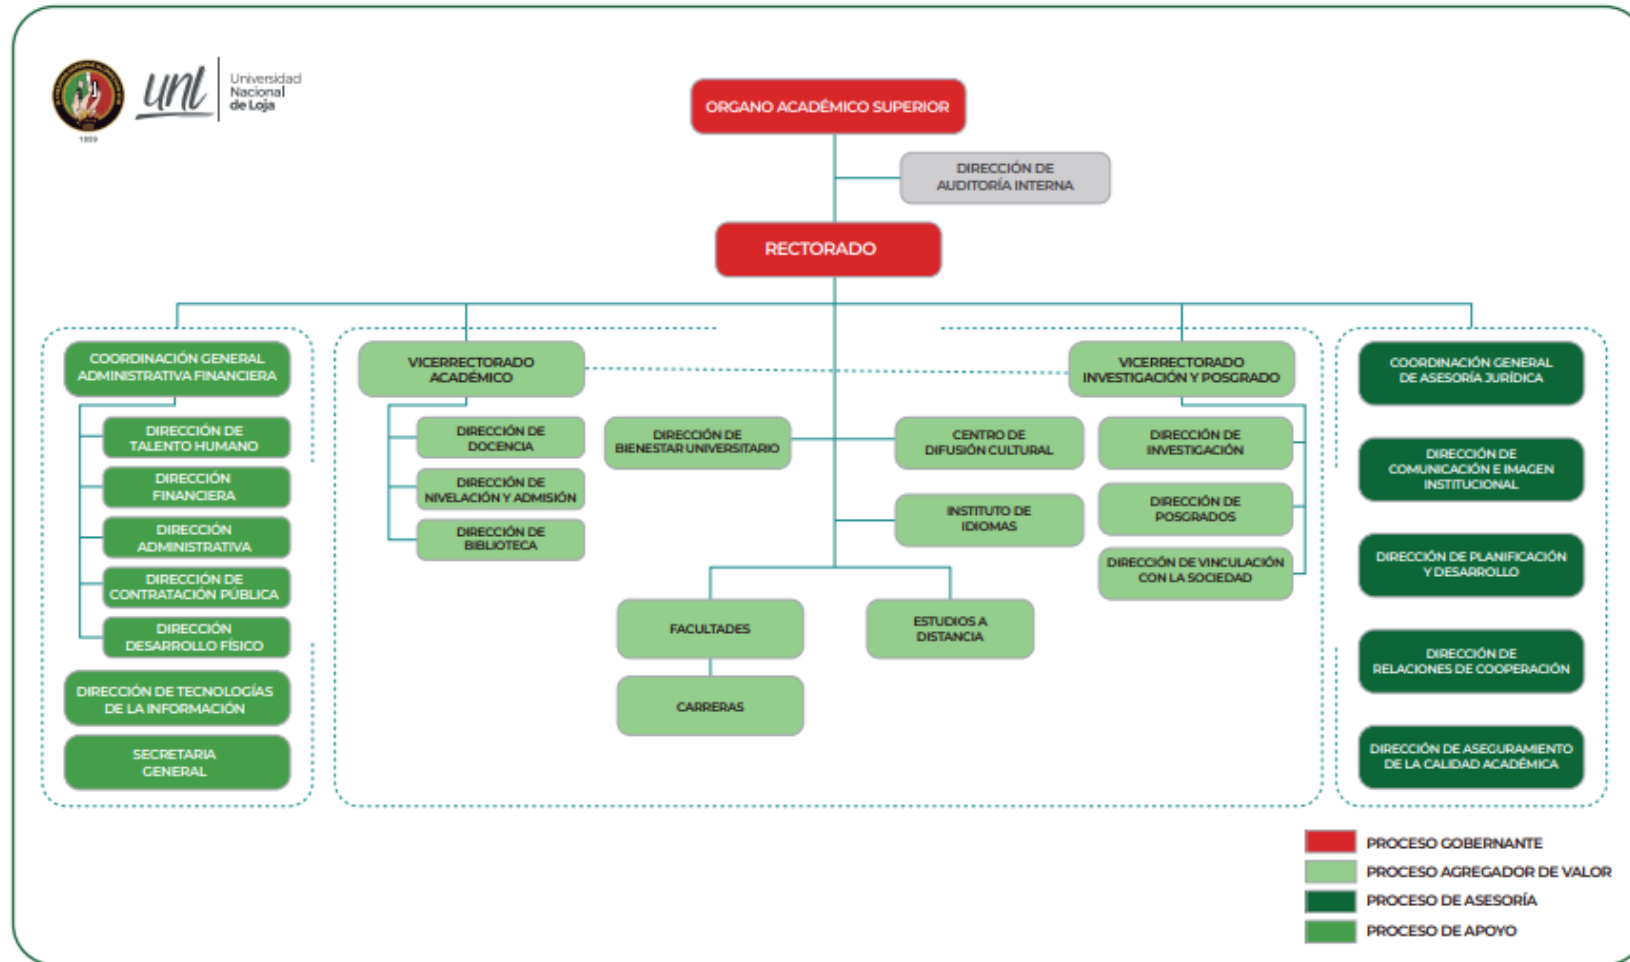 unl
Universidad
Nacional
de Loja
1859
ORGANO ACADÉMICO SUPERIOR
DIRECCIÓN DE
AUDITORÍA INTERNA
RECTORADO
COORDINACIÓN GENERAL
ADMINISTRATIVA FINANCIERA
DIRECCIÓN DE
TALENTO HUMANO
DIRECCIÓN
FINANCIERA
DIRECCIÓN
ADMINISTRATIVA
DIRECCIÓN DE
CONTRATACIÓN PÚBLICA
DIRECCIÓN
DESARROLLO FÍSICO
DIRECCIÓN DE TECNOLOGÍAS
DE LA INFORMACIÓN
SECRETARIA
GENERAL
VICERRECTORADO
ACADÉMICO
DIRECCIÓN DE
DOCENCIA
DIRECCIÓN DE
NIVELACIÓN Y ADMISIÓN
DIRECCIÓN DE
BIBLIOTECA
DIRECCIÓN DE
BIENESTAR UNIVERSITARIO
CENTRO DE
DIFUSIÓN CULTURAL
INSTITUTO DE
IDIOMAS
FACULTADES
ESTUDIOS A
DISTANCIA
CARRERAS
VICERRECTORADO
INVESTIGACIÓN Y POSGRADO
DIRECCIÓN DE
INVESTIGACIÓN
DIRECCIÓN DE
POSGRADOS
DIRECCIÓN DE VINCULACIÓN
CON LA SOCIEDAD
COORDINACIÓN GENERAL
DE ASESORÍA JURÍDICA
DIRECCIÓN DE
COMUNICACIÓN E IMAGEN
INSTITUCIONAL
DIRECCIÓN DE PLANIFICACIÓN
Y DESARROLLO
DIRECCIÓN DE
RELACIONES DE COOPERACIÓN
DIRECCIÓN DE ASEGURAMIENTO
DE LA CALIDAD ACADÉMICA
PROCESO GOBERNANTE
PROCESO AGREGADOR DE VALOR
PROCESO DE ASESORÍA
PROCESO DE APOYO